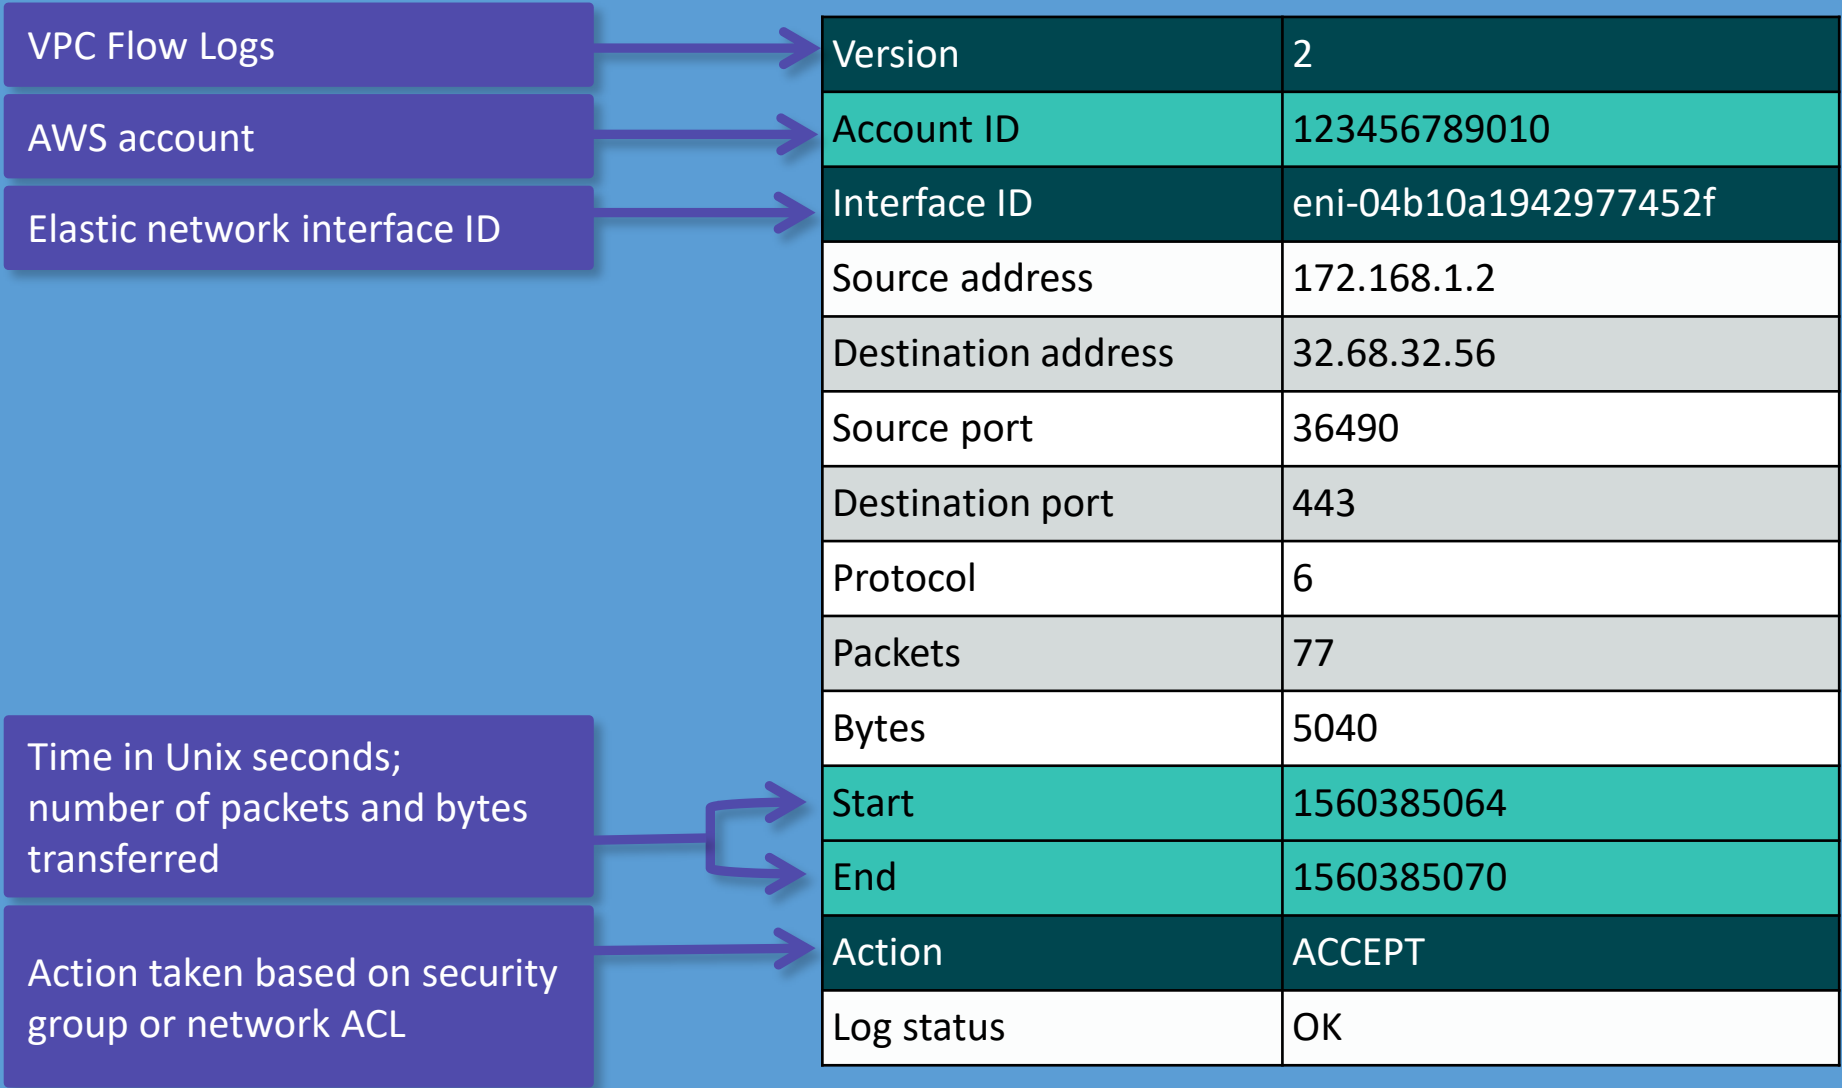 VPC Flow Logs
AWS account
Elastic network interface ID
Time in Unix seconds;
number of packets and bytes
transferred
Action taken based on security
group or network ACL
Version 2
Account ID 123456789010
Interface ID eni-04b10a1942977452f
Source address 172.168.1.2
Destination address 32.68.32.56
Source port 36490
Destination port 443
Protocol 6
Packets 77
Bytes 5040
Start 1560385064
End 1560385070
Action ACCEPT
Log status OK